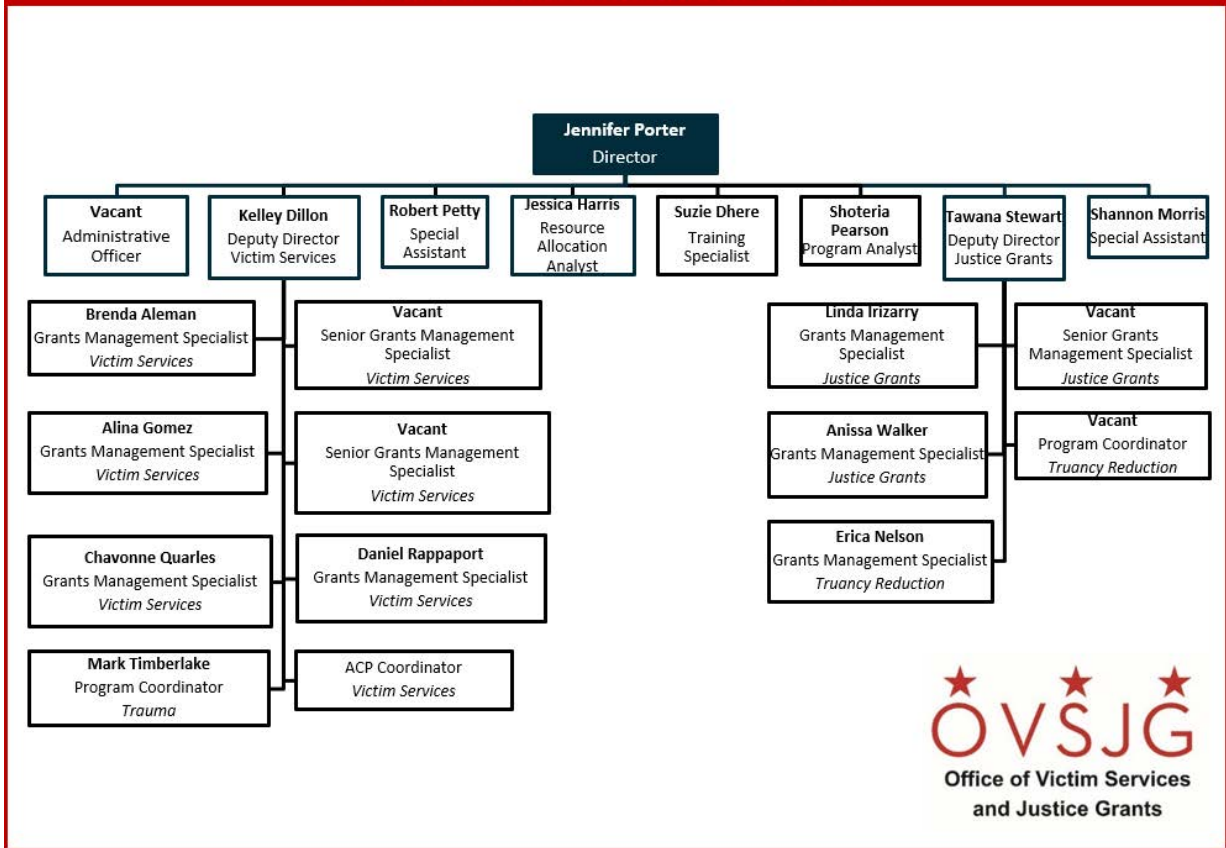 Jennifer Porter
Director
Vacant
Administrative
Officer
Kelley Dillon
Deputy Director
Victim Services
Robert Petty
Special
Assistant
Jessica Harris
Resource
Allocation
Analyst
Suzie Dhere
Training
Specialist
Shoteria
Pearson
Program Analyst
Tawana Stewart
Deputy Director
Justice Grants
Shannon Morris
Special Assistant
Brenda Aleman
Grants Management Specialist
Victim Services
Vacant
Senior Grants Management
Specialist
Victim Services
Linda Irizarry
Grants Management
Specialist
Justice Grants
Vacant
Senior Grants
Management Specialist
Justice Grants
Alina Gomez
Grants Management Specialist
Victim Services
Vacant
Senior Grants Management
Specialist
Victim Services
Anissa Walker
Grants Management Specialist
Justice Grants
Vacant
Program Coordinator
Truancy Reduction
Chavonne Quarles
Grants Management Specialist
Victim Services
Daniel Rappaport
Grants Management Specialist
Victim Services
Erica Nelson
Grants Management Specialist
Truancy Reduction
Mark Timberlake
Program Coordinator
Trauma
ACP Coordinator
Victim Services
OVSJG
Office of Victim Services
and Justice Grants